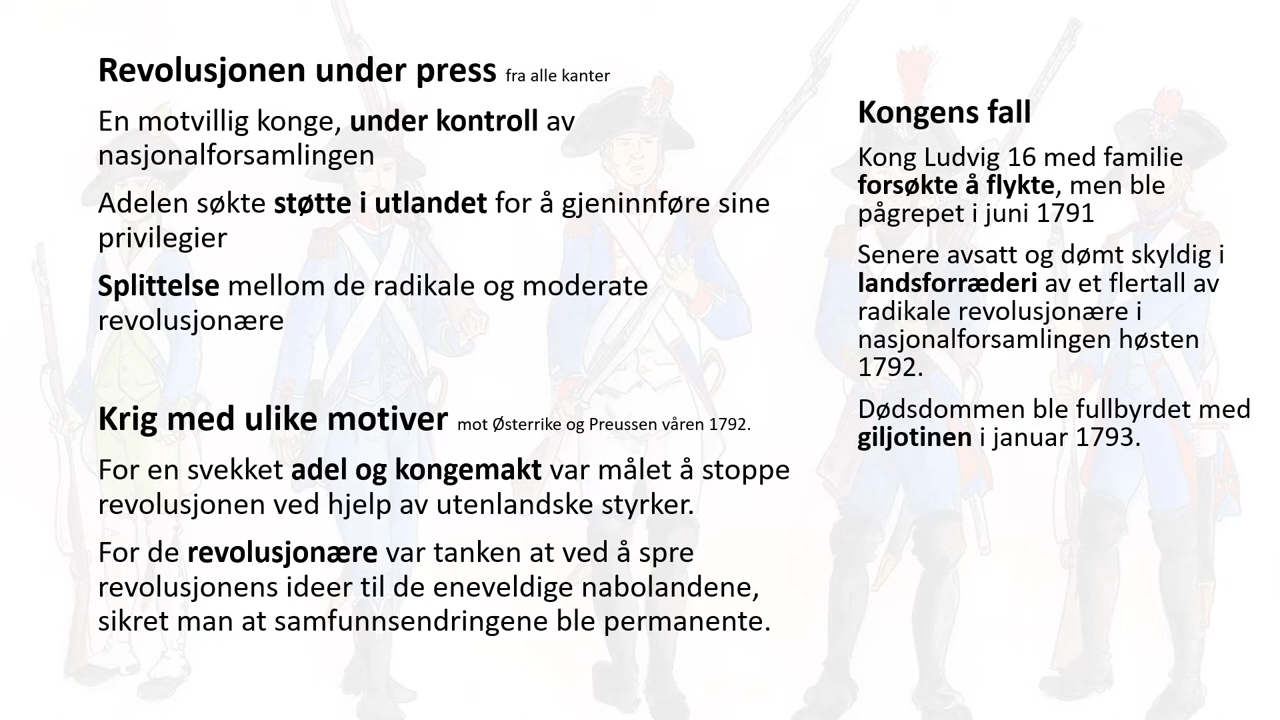 Revolusjonen under press fra alle kanter
En motvillig konge, under kontroll av
nasjonalforsamlingen
Adelen søkte støtte i utlandet for å gjeninnføre sine
privilegier
Splittelse mellom de radikale og moderate
revolusjonære
Krig med ulike motiver mot Østerrike og Preussen våren 1792.
For en svekket adel og kongemakt var målet å stoppe
revolusjonen ved hjelp av utenlandske styrker.
For de revolusjonære var tanken at ved å spre
revolusjonens ideer til de eneveldige nabolandene,
sikret man at samfunnsendringene ble permanente.
Kongens fall
Kong Ludvig 16 med familie
forsøkte å flykte, men ble
pågrepet i juni 1791
Senere avsatt og dømt skyldig i
landsforræderi av et flertall av
radikale revolusjonære i
nasjonalforsamlingen høsten
1792.
Dødsdommen ble fullbyrdet med
giljotinen i januar 1793.